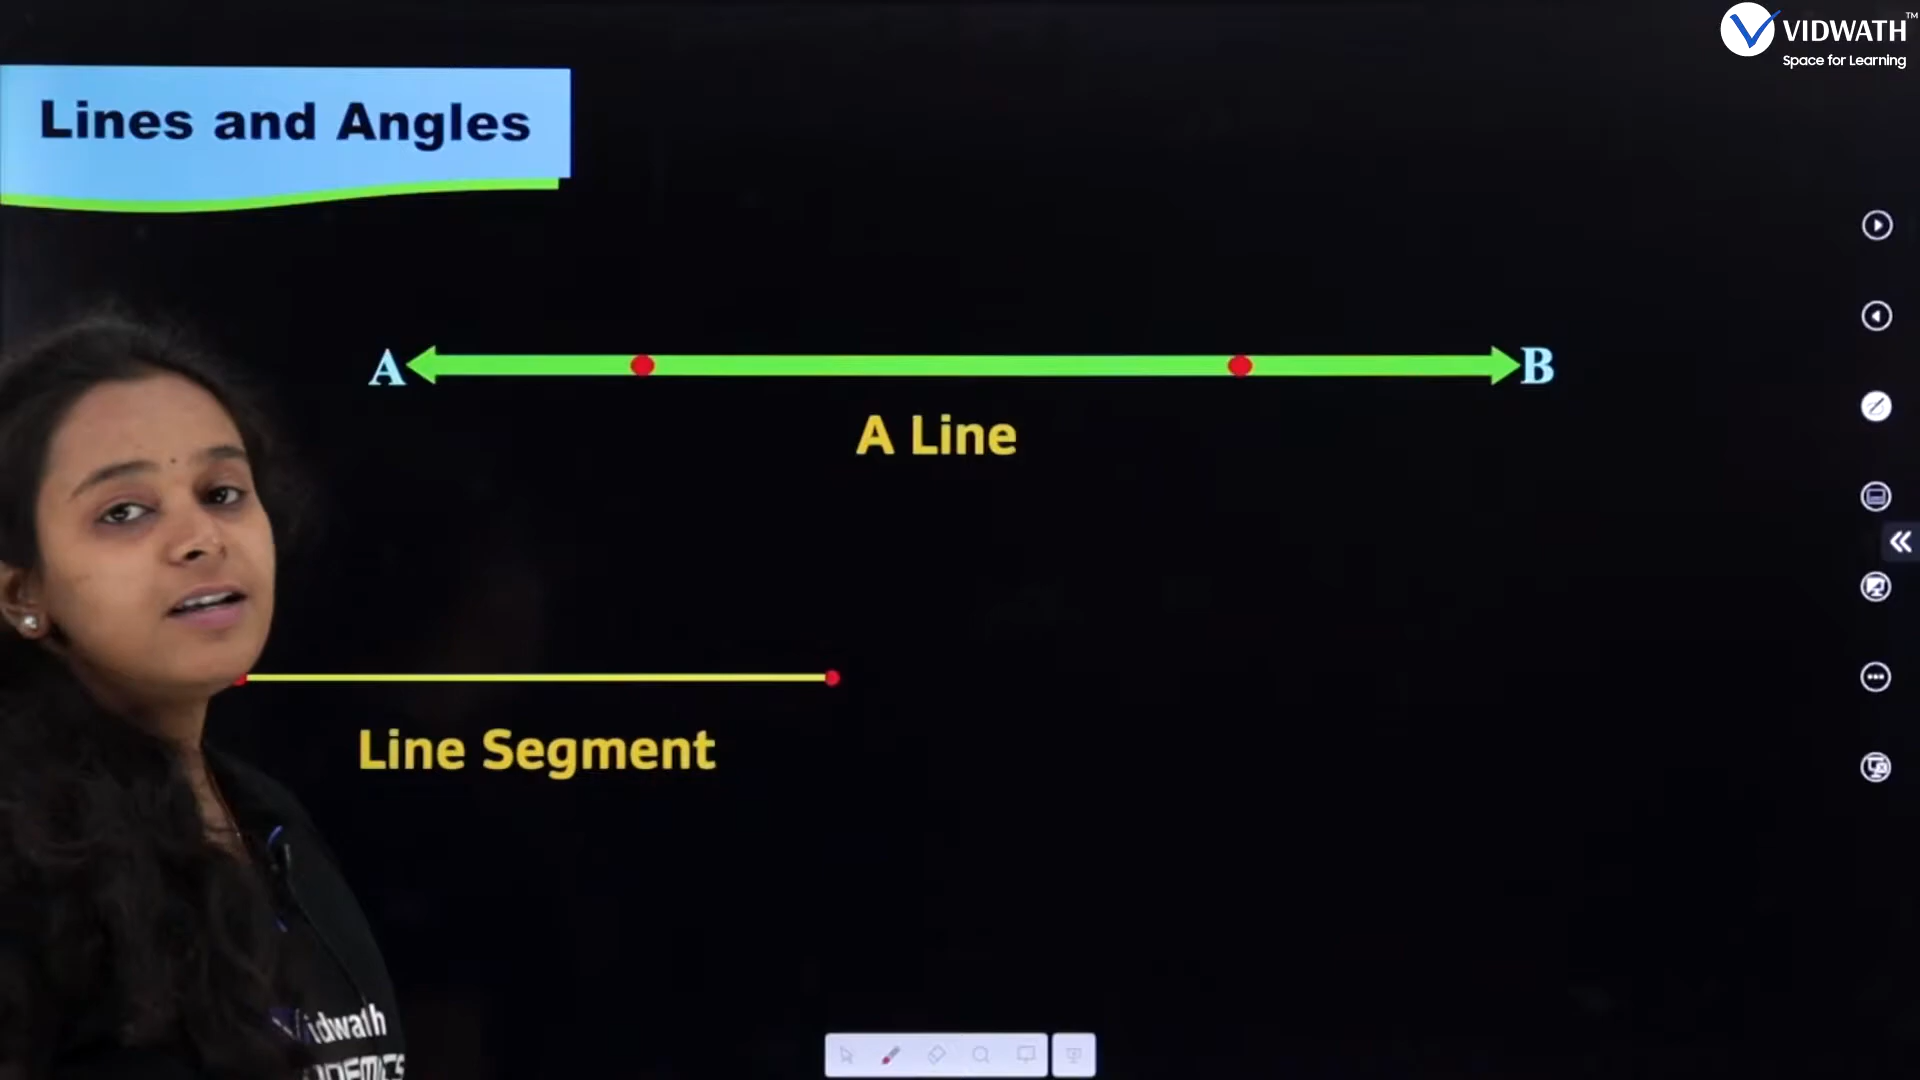 VIDWATH™
Space for Learning
Lines and Angles
A B
A Line
Line Segment
idwath